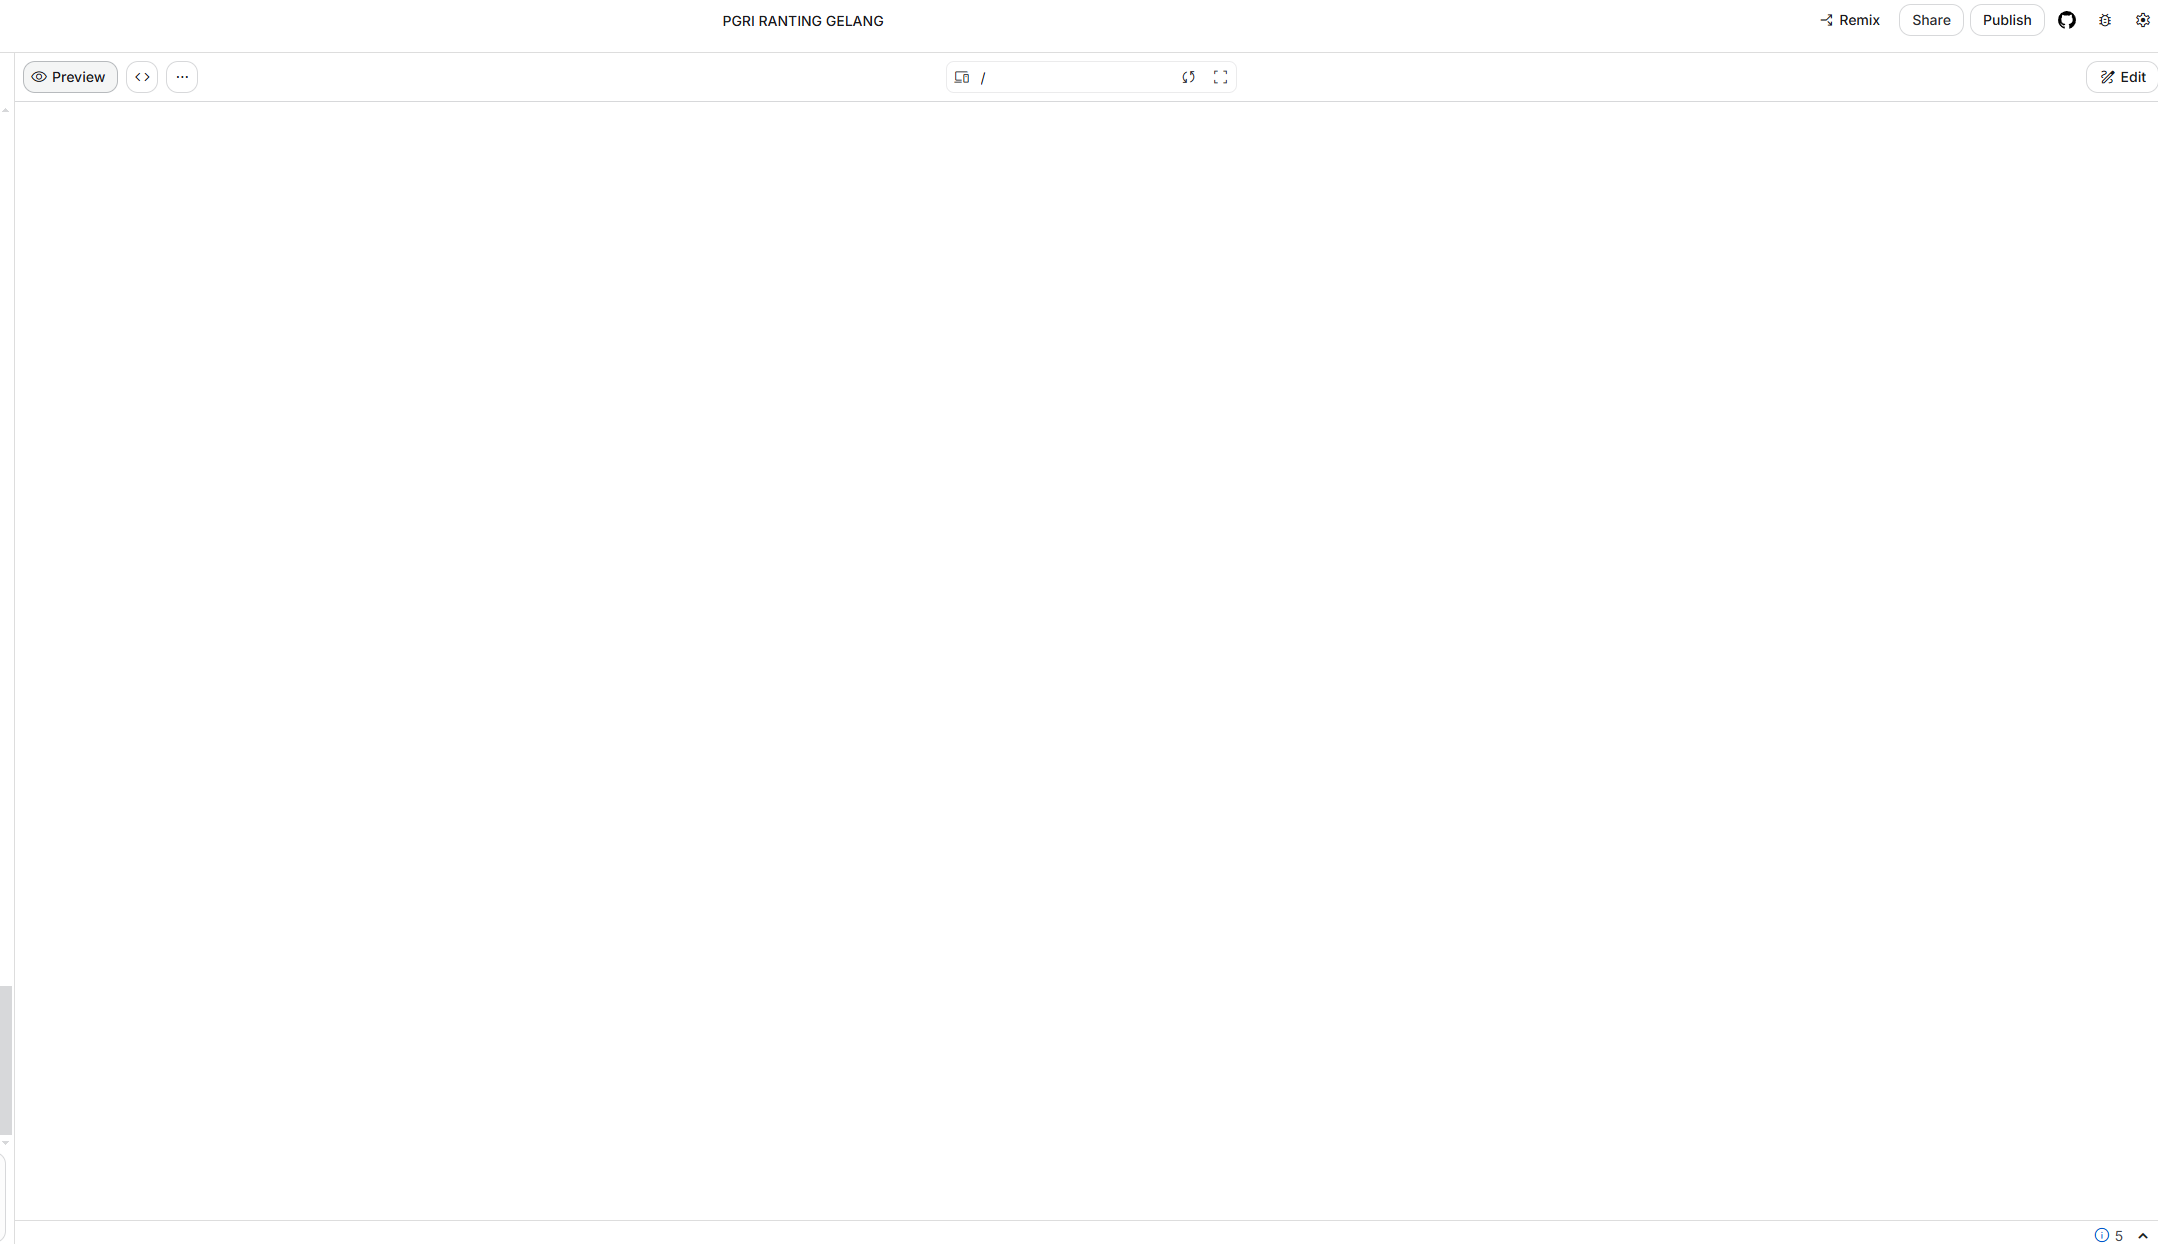 PGRI RANTING GELANG
Remix
Share
Publish
Preview
/
Edit
5